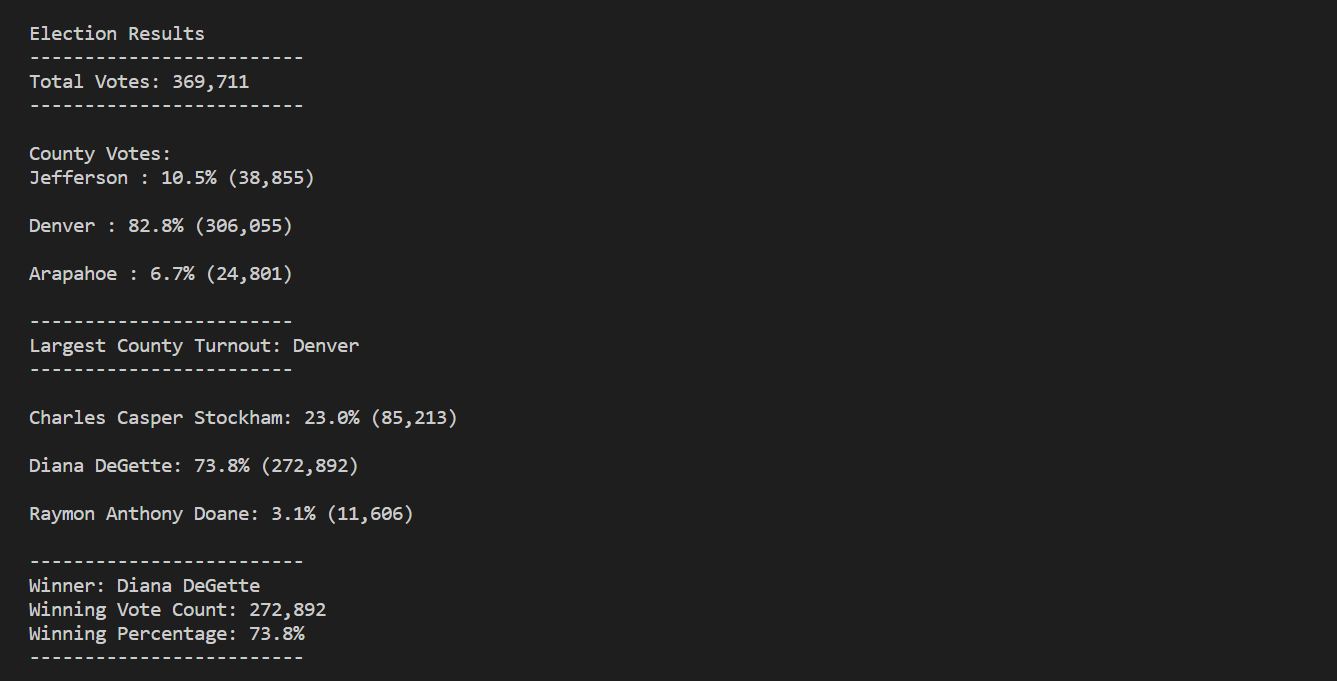 Election Results
-------------------------
Total Votes: 369,711
-------------------------
County Votes:
Jefferson : 10.5% (38,855)
Denver : 82.8% (306,055)
Arapahoe : 6.7% (24,801)
------------------------
Largest County Turnout: Denver
------------------------
Charles Casper Stockham: 23.0% (85,213)
Diana DeGette: 73.8% (272,892)
Raymon Anthony Doane: 3.1% (11,606)
-------------------------
Winner: Diana DeGette
Winning Vote Count: 272,892
Winning Percentage: 73.8%
-------------------------